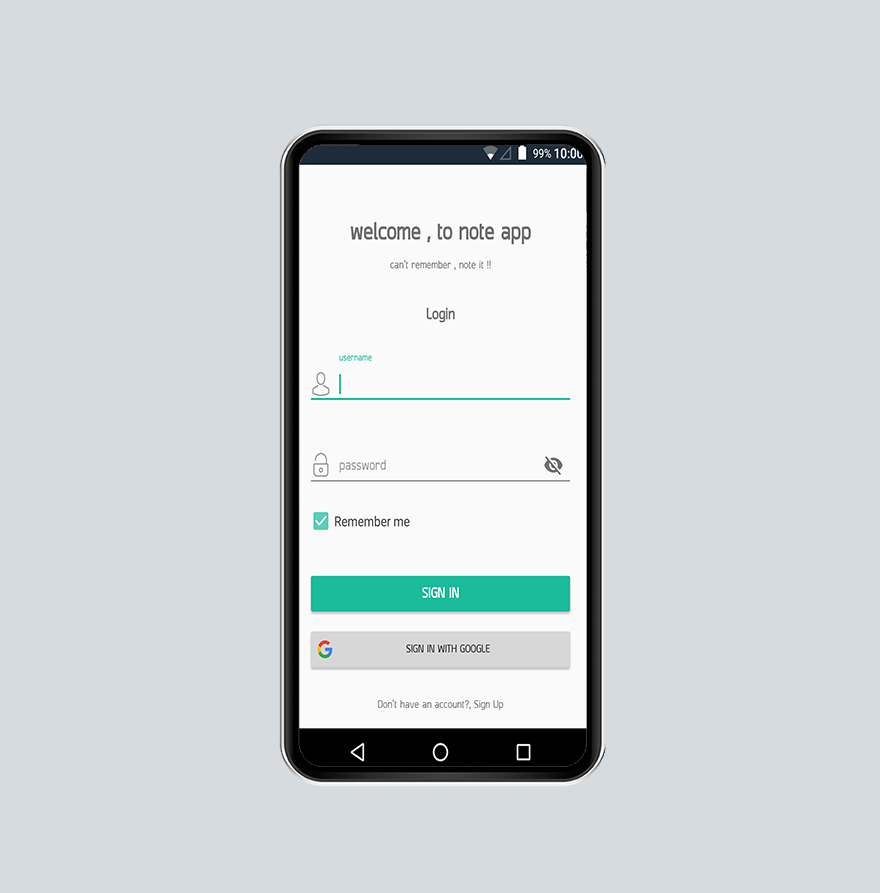 99% 10:00
welcome , to note app
can't remember , note it !!
Login
username
password
Remember me
SIGN IN
SIGN IN WITH GOOGLE
Don't have an account?, Sign Up